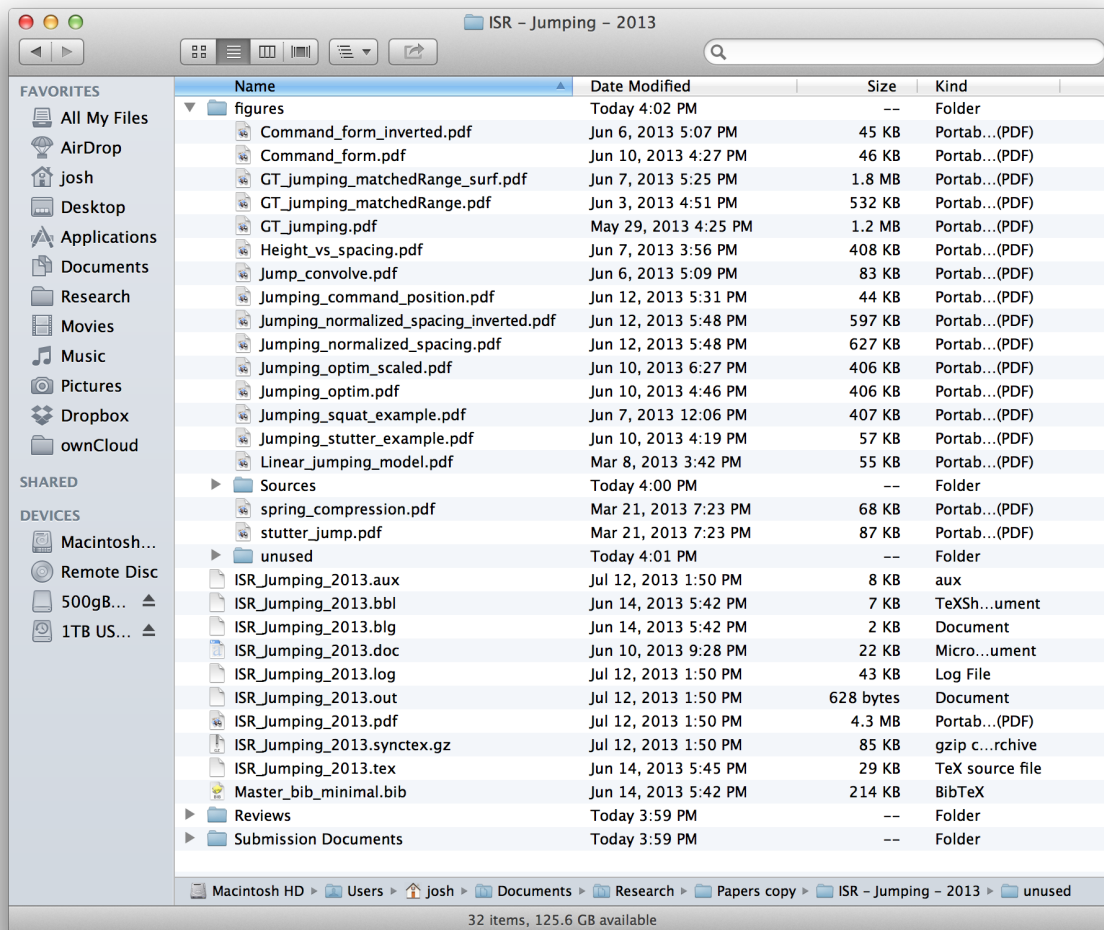 ISR – Jumping – 2013
FAVORITES
All My Files
AirDrop
josh
Desktop
Applications
Documents
Research
Movies
Music
Pictures
Dropbox
ownCloud
SHARED
DEVICES
Macintosh...
Remote Disc
500gB...
1TB US...
Name Date Modified Size Kind
figures Today 4:02 PM -- Folder
Command_form_inverted.pdf Jun 6, 2013 5:07 PM 45 KB Portab...(PDF)
Command_form.pdf Jun 10, 2013 4:27 PM 46 KB Portab...(PDF)
GT_jumping_matchedRange_surf.pdf Jun 7, 2013 5:25 PM 1.8 MB Portab...(PDF)
GT_jumping_matchedRange.pdf Jun 3, 2013 4:51 PM 532 KB Portab...(PDF)
GT_jumping.pdf May 29, 2013 4:25 PM 1.2 MB Portab...(PDF)
Height_vs_spacing.pdf Jun 7, 2013 3:56 PM 408 KB Portab...(PDF)
Jump_convolve.pdf Jun 6, 2013 5:09 PM 83 KB Portab...(PDF)
Jumping_command_position.pdf Jun 12, 2013 5:31 PM 44 KB Portab...(PDF)
Jumping_normalized_spacing_inverted.pdf Jun 12, 2013 5:48 PM 597 KB Portab...(PDF)
Jumping_normalized_spacing.pdf Jun 12, 2013 5:48 PM 627 KB Portab...(PDF)
Jumping_optim_scaled.pdf Jun 10, 2013 6:27 PM 406 KB Portab...(PDF)
Jumping_optim.pdf Jun 10, 2013 4:46 PM 406 KB Portab...(PDF)
Jumping_squat_example.pdf Jun 7, 2013 12:06 PM 407 KB Portab...(PDF)
Jumping_stutter_example.pdf Jun 10, 2013 4:19 PM 57 KB Portab...(PDF)
Linear_jumping_model.pdf Mar 8, 2013 3:42 PM 55 KB Portab...(PDF)
Sources Today 4:00 PM -- Folder
spring_compression.pdf Mar 21, 2013 7:23 PM 68 KB Portab...(PDF)
stutter_jump.pdf Mar 21, 2013 7:23 PM 87 KB Portab...(PDF)
unused Today 4:01 PM -- Folder
ISR_Jumping_2013.aux Jul 12, 2013 1:50 PM 8 KB aux
ISR_Jumping_2013.bbl Jun 14, 2013 5:42 PM 7 KB TeXSh...ument
ISR_Jumping_2013.blg Jun 14, 2013 5:42 PM 2 KB Document
ISR_Jumping_2013.doc Jun 10, 2013 9:28 PM 22 KB Micro...ument
ISR_Jumping_2013.log Jul 12, 2013 1:50 PM 43 KB Log File
ISR_Jumping_2013.out Jul 12, 2013 1:50 PM 628 bytes Document
ISR_Jumping_2013.pdf Jul 12, 2013 1:50 PM 4.3 MB Portab...(PDF)
ISR_Jumping_2013.synctex.gz Jul 12, 2013 1:50 PM 85 KB gzip c...rchive
ISR_Jumping_2013.tex Jun 14, 2013 5:45 PM 29 KB TeX source file
Master_bib_minimal.bib Jun 14, 2013 5:42 PM 214 KB BibTeX
Reviews Today 3:59 PM -- Folder
Submission Documents Today 3:59 PM -- Folder
Macintosh HD Users josh Documents Research Papers copy ISR – Jumping – 2013 unused
32 items, 125.6 GB available